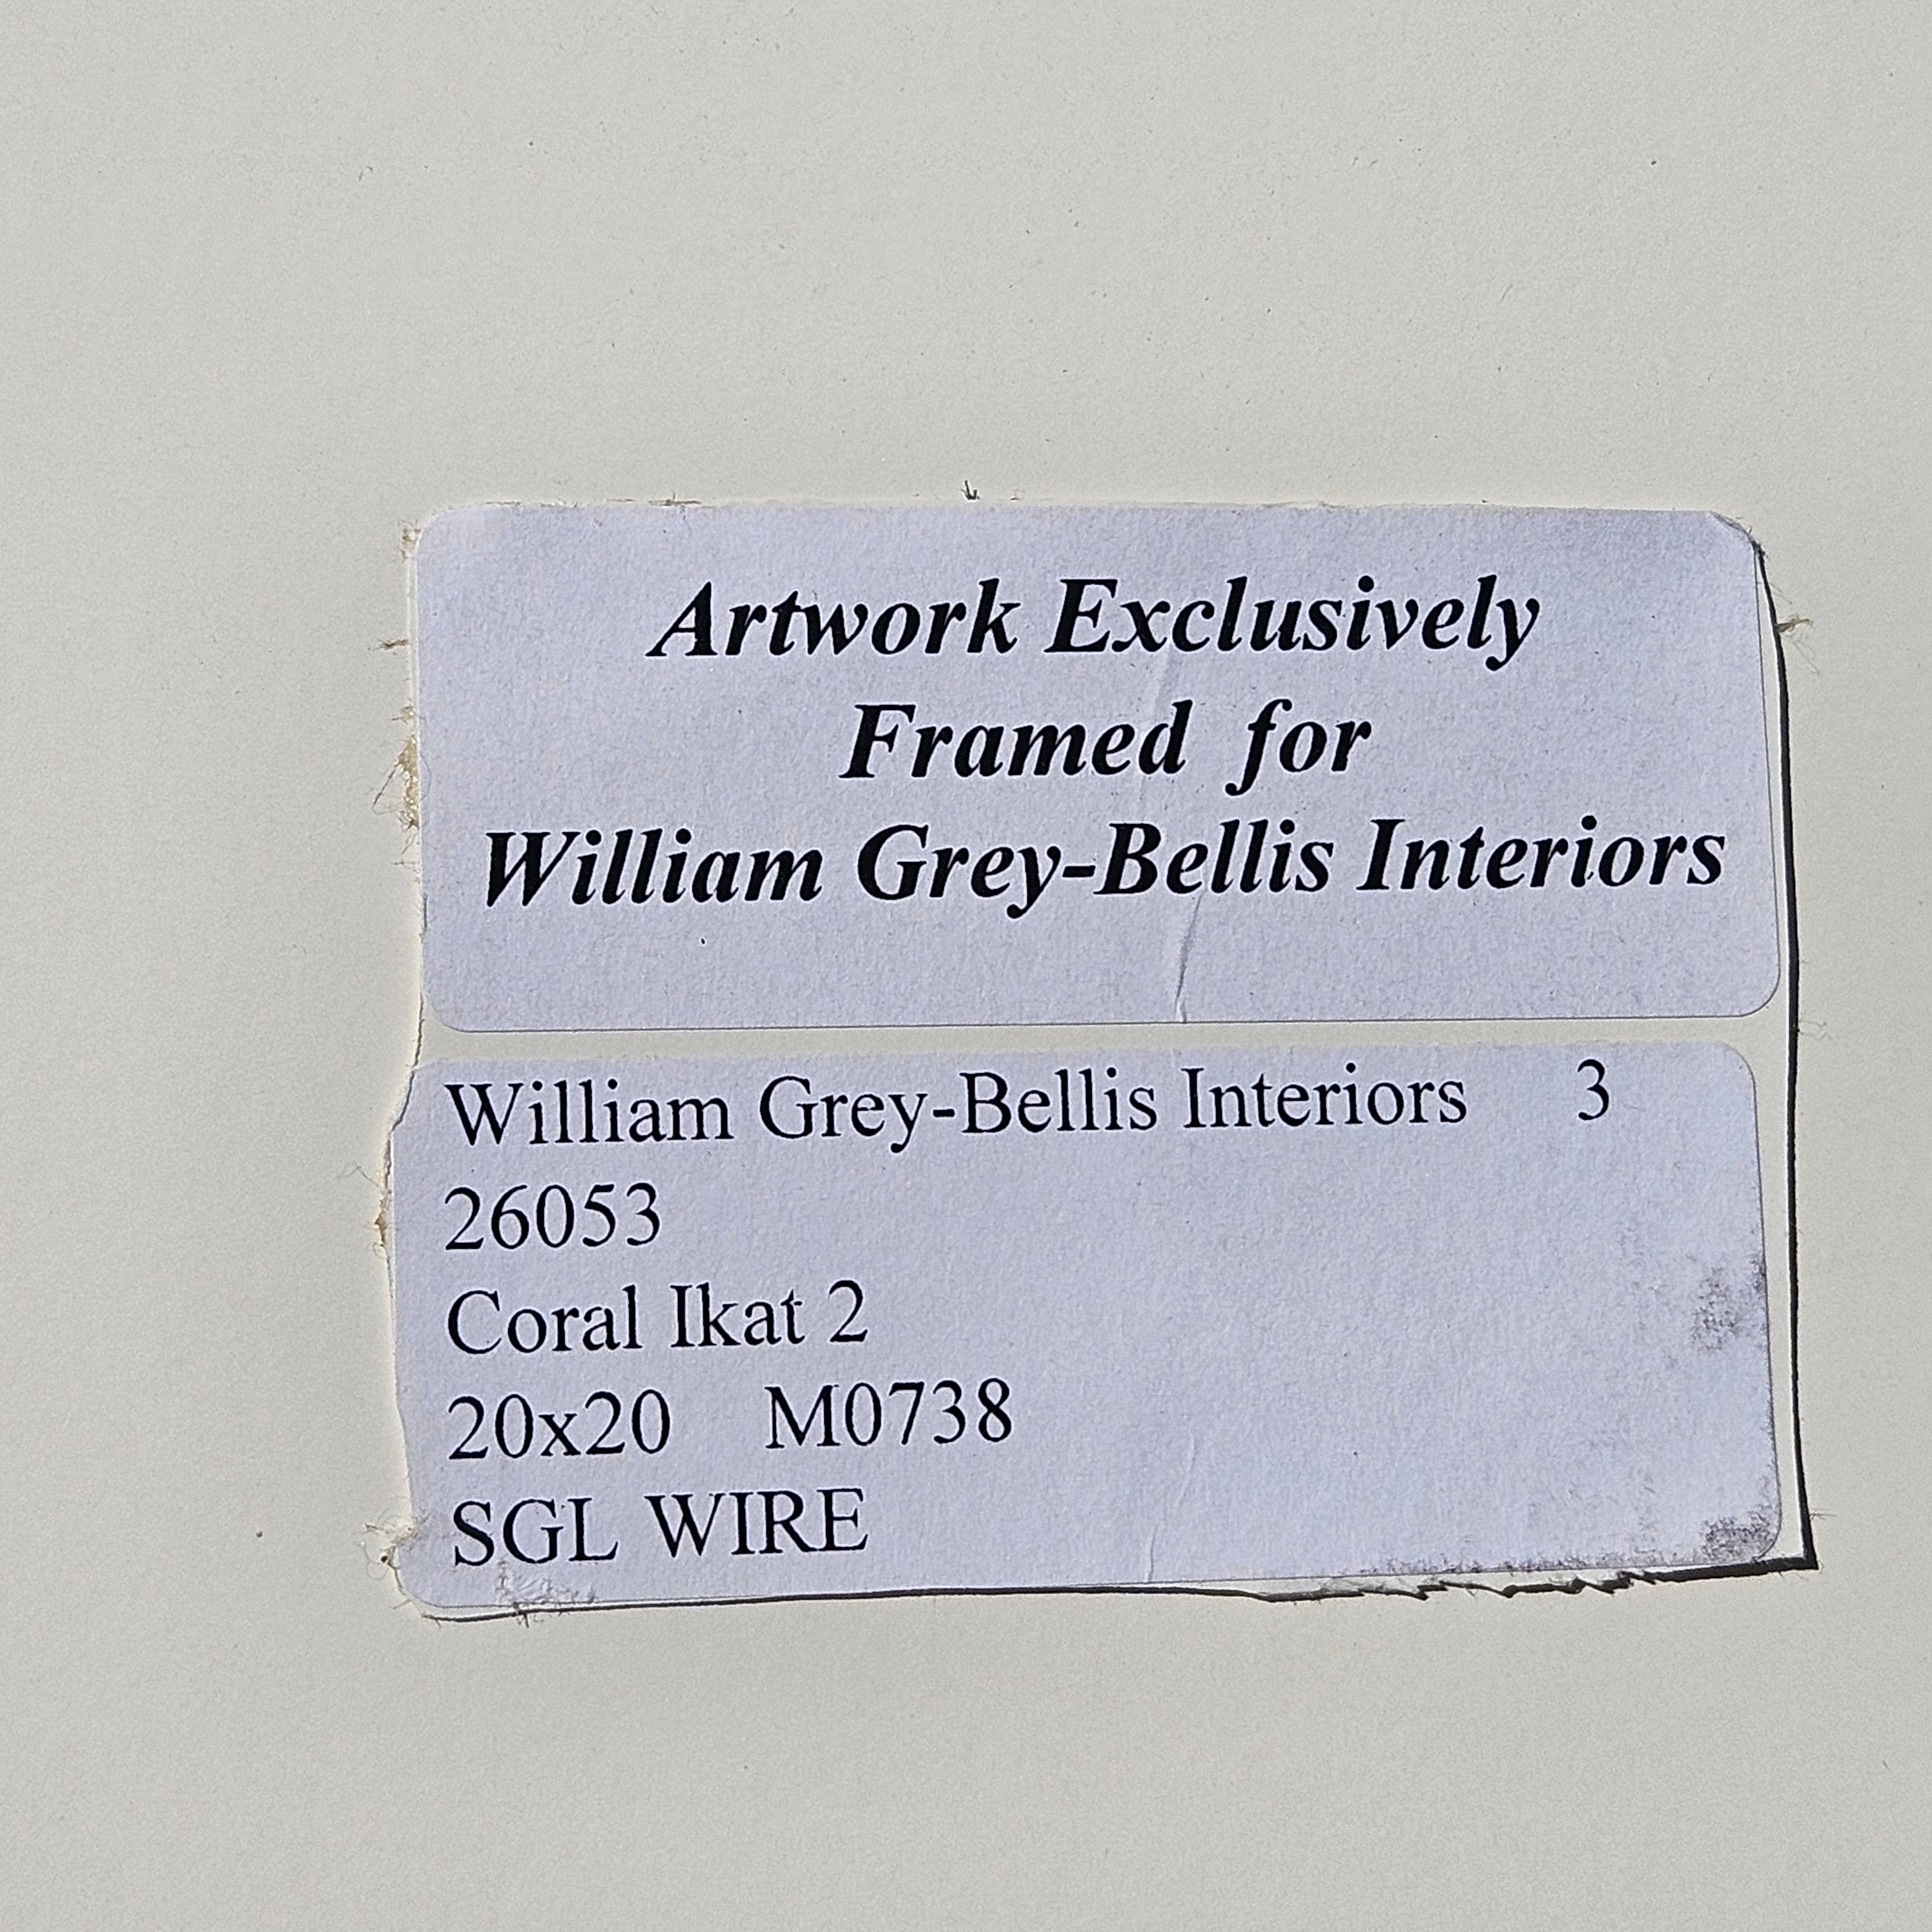 Artwork Exclusively
Framed for
William Grey-Bellis Interiors
William Grey-Bellis Interiors 3
26053
Coral Ikat 2
20x20 M0738
SGL WIRE